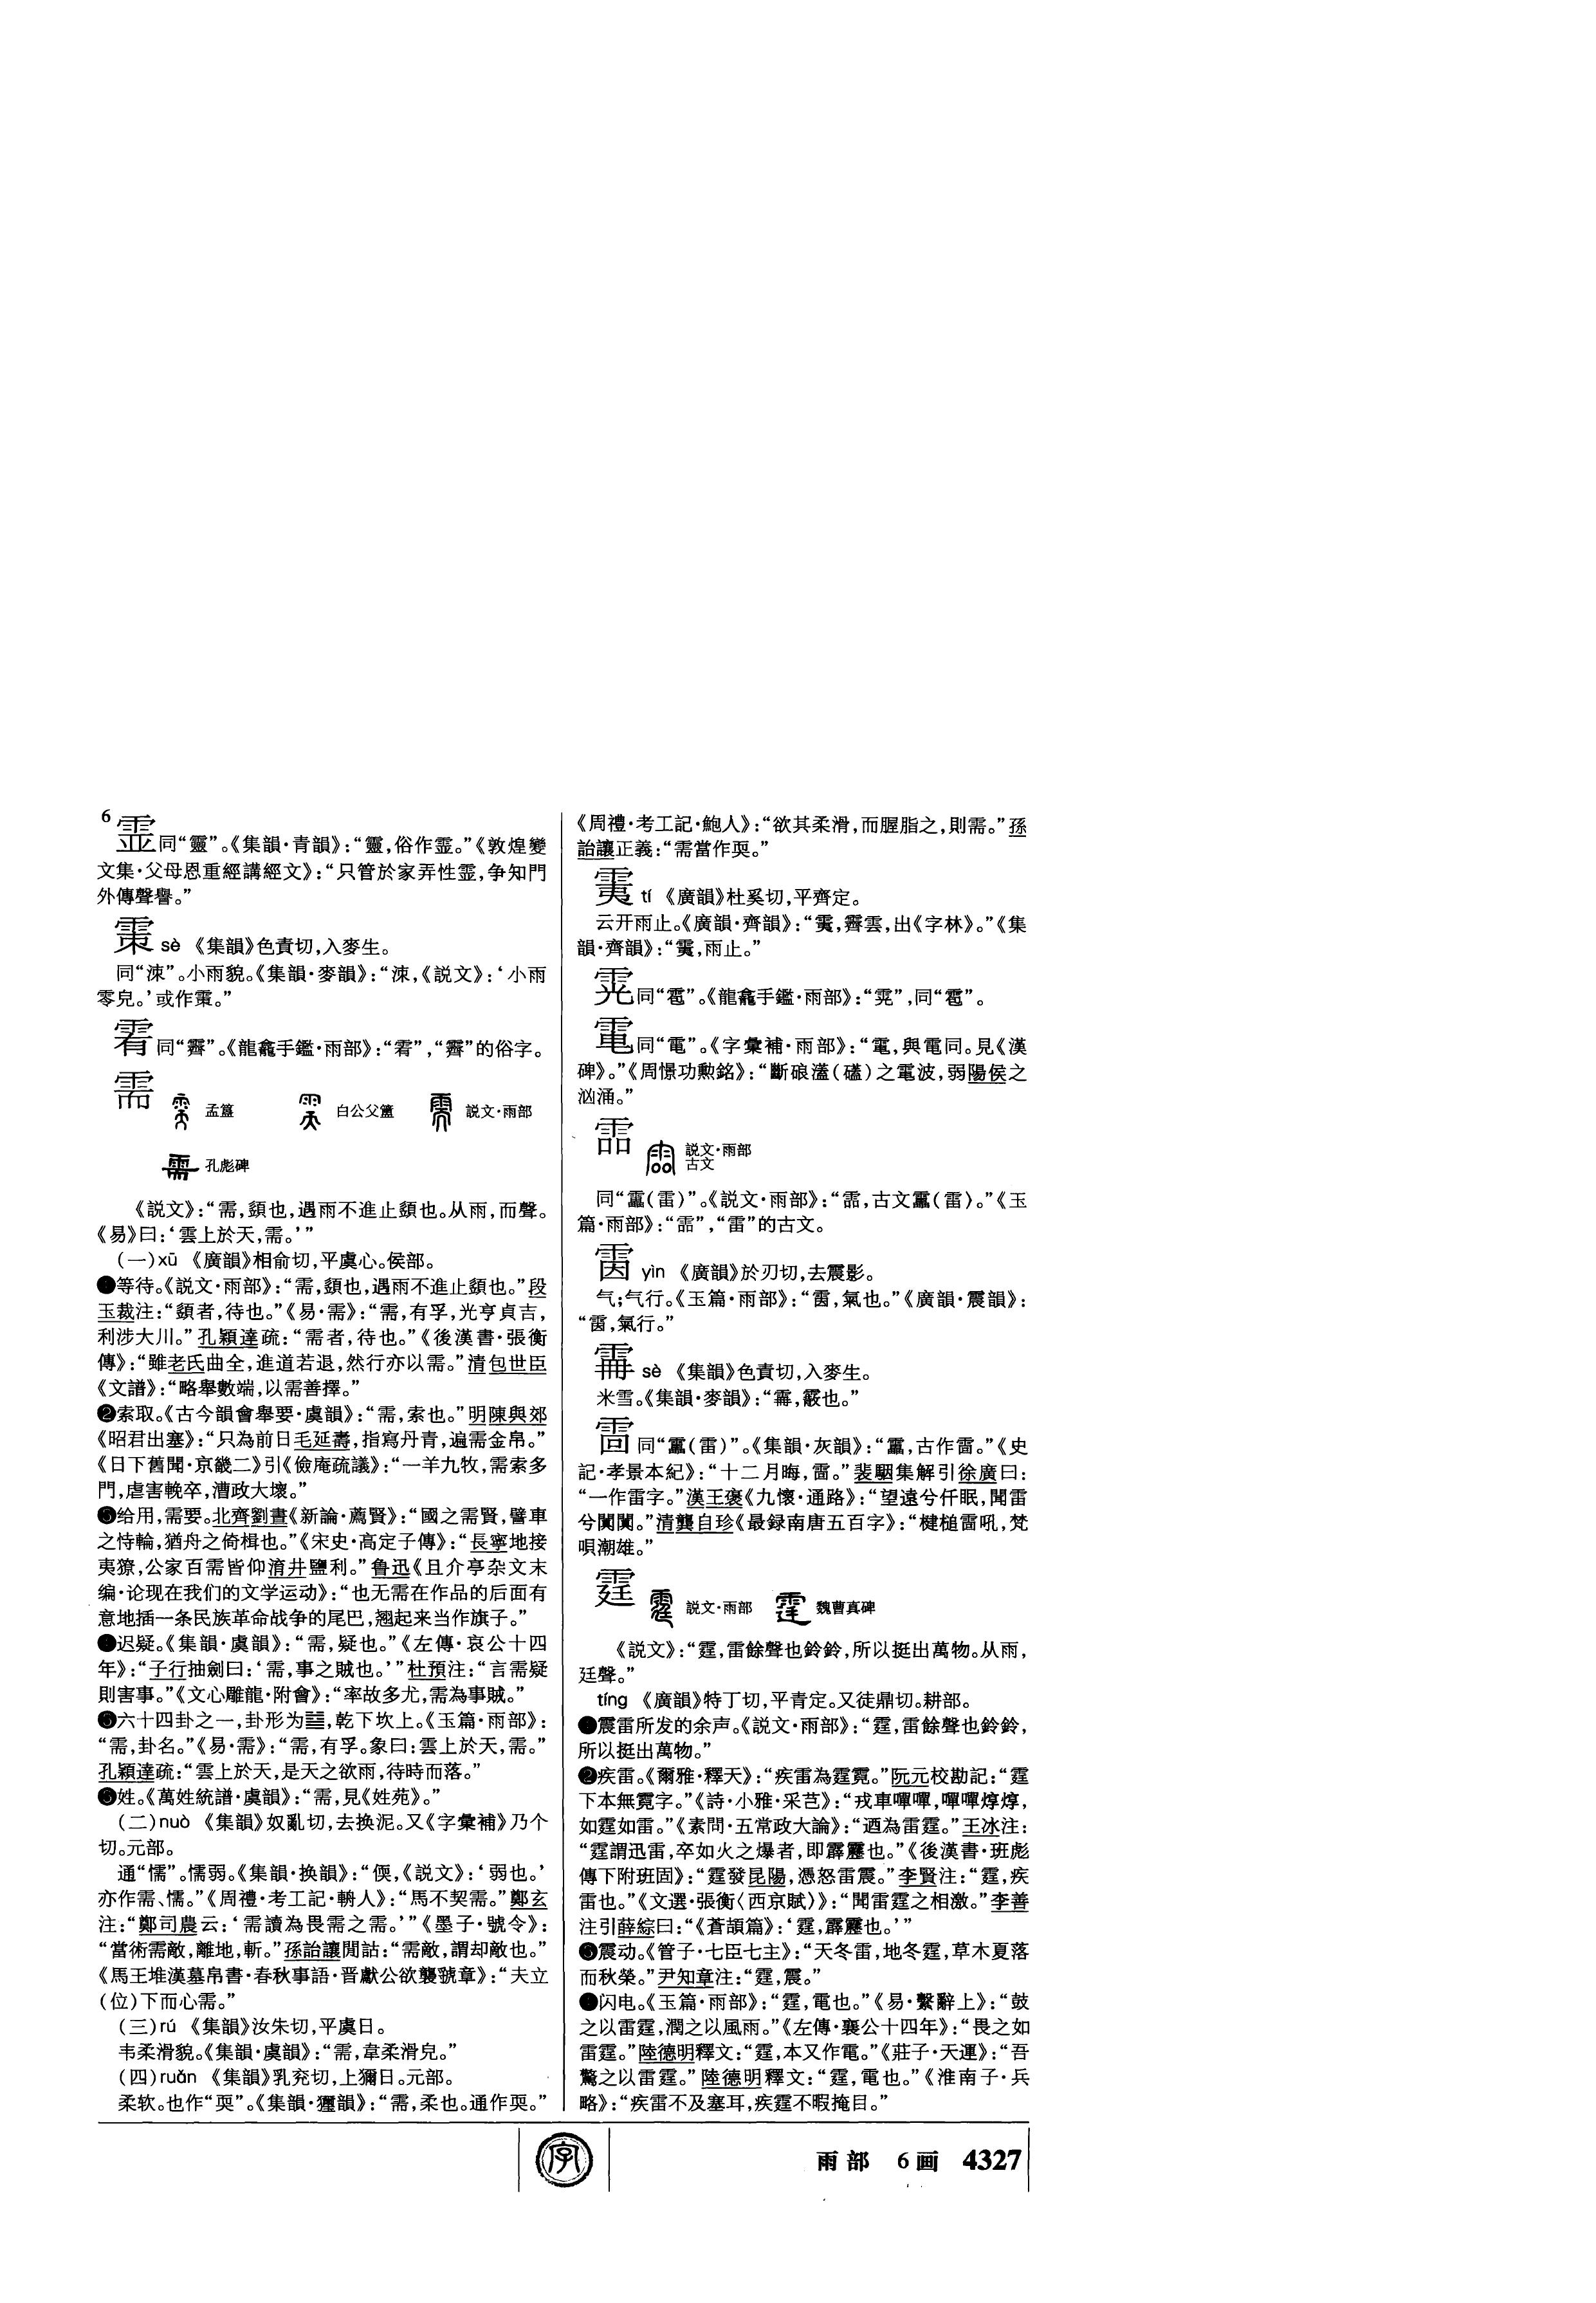 6
霊同“靈”。《集韻·青韻》：“靈，俗作霊。”《敦煌變
文集·父母恩重經講經文》：“只管於家弄性霊，争知門
外傳聲譽。”
sè 《集韻》色責切，入麥生。
同“涑”。小雨貌。《集韻·麥韻》：“涑，《説文》：‘小雨
零皃。’或作。”
同“霽”。《龍龕手鑑·雨部》：“”，“霽”的俗字。
需 孟簋 白公父簠 説文·雨部
孔彪碑
《説文》：“需，䇓也，遇雨不進止䇓也。从雨，而聲。
《易》曰：‘雲上於天，需。’”
(一)xū 《廣韻》相俞切，平虞心。侯部。
❶等待。《説文·雨部》：“需，䇓也，遇雨不進止䇓也。”段
玉裁注：“䇓者，待也。”《易·需》：“需，有孚，光亨貞吉，
利涉大川。”孔穎達疏：“需者，待也。”《後漢書·張衡
傳》：“雖老氏曲全，進道若退，然行亦以需。”清包世臣
《文譜》：“略舉數端，以需善擇。”
❷索取。《古今韻會舉要·虞韻》：“需，索也。”明陳與郊
《昭君出塞》：“只為前日毛延壽，指寫丹青，遍需金帛。”
《日下舊聞·京畿二》引《儉庵疏議》：“一羊九牧，需索多
門，虐害輓卒，漕政大壞。”
❸给用，需要。北齊劉晝《新論·薦賢》：“國之需賢，譬車
之恃輪，猶舟之倚楫也。”《宋史·高定子傳》：“長寧地接
夷獠，公家百需皆仰淯井鹽利。”鲁迅《且介亭杂文末
编·论现在我们的文学运动》：“也无需在作品的后面有
意地插一条民族革命战争的尾巴，翘起来当作旗子。”
❹迟疑。《集韻·虞韻》：“需，疑也。”《左傳·哀公十四
年》：“子行抽劍曰：‘需，事之賊也。’”杜預注：“言需疑
則害事。”《文心雕龍·附會》：“率故多尤，需為事賊。”
❺六十四卦之一，卦形为䷄，乾下坎上。《玉篇·雨部》：
“需，卦名。”《易·需》：“需，有孚。象曰：雲上於天，需。”
孔穎達疏：“雲上於天，是天之欲雨，待時而落。”
❻姓。《萬姓統譜·虞韻》：“需，見《姓苑》。”
(二)nuò 《集韻》奴亂切，去换泥。又《字彙補》乃个
切。元部。
通“懦”。懦弱。《集韻·换韻》：“偄，《説文》：‘弱也。’
亦作需、懦。”《周禮·考工記·輈人》：“馬不契需。”鄭玄
注：“鄭司農云：‘需讀為畏需之需。’”《墨子·號令》：
“當術需敵，離地，斬。”孫詒讓閒詁：“需敵，謂却敵也。”
《馬王堆漢墓帛書·春秋事語·晋獻公欲襲虢章》：“夫立
(位)下而心需。”
(三)rú 《集韻》汝朱切，平虞日。
韦柔滑貌。《集韻·虞韻》：“需，韋柔滑皃。”
(四)ruǎn 《集韻》乳兖切，上獮日。元部。
柔软。也作“耎”。《集韻·獮韻》：“需，柔也。通作耎。”
《周禮·考工記·鮑人》：“欲其柔滑，而腥脂之，則需。”孫
詒讓正義：“需當作耎。”
tí 《廣韻》杜奚切，平齊定。
云开雨止。《廣韻·齊韻》：“，霽雲，出《字林》。”《集
韻·齊韻》：“，雨止。”
同“雹”。《龍龕手鑑·雨部》：“”，同“雹”。
同“電”。《字彙補·雨部》：“，與電同。見《漢
碑》。”《周憬功勲銘》：“斷硠溘(礚)之電波，弱陽侯之
汹涌。”
説文·雨部
古文
同“靁(雷)”。《説文·雨部》：“，古文靁(雷)。”《玉
篇·雨部》：“”，“雷”的古文。
yìn 《廣韻》於刃切，去震影。
气；气行。《玉篇·雨部》：“，氣也。”《廣韻·震韻》：
“，氣行。”
sè 《集韻》色責切，入麥生。
米雪。《集韻·麥韻》：“，霰也。”
同“靁(雷)”。《集韻·灰韻》：“靁，古作。”《史
記·孝景本紀》：“十二月晦，。”裴駰集解引徐廣曰：
“一作雷字。”漢王褒《九懷·通路》：“望遠兮仟眠，聞雷
兮闐闐。”清龔自珍《最録南唐五百字》：“楗槌雷吼，梵
唄潮雄。”
霆 説文·雨部 魏曹真碑
《説文》：“霆，雷餘聲也鈴鈴，所以挺出萬物。从雨，
廷聲。”
tíng 《廣韻》特丁切，平青定。又徒鼎切。耕部。
❶震雷所发的余声。《説文·雨部》：“霆，雷餘聲也鈴鈴，
所以挺出萬物。”
❷疾雷。《爾雅·釋天》：“疾雷為霆霓。”阮元校勘記：“霆
下本無霓字。”《詩·小雅·采芑》：“戎車嘽嘽，嘽嘽焞焞，
如霆如雷。”《素問·五常政大論》：“迺為雷霆。”王冰注：
“霆謂迅雷，卒如火之爆者，即霹靂也。”《後漢書·班彪
傳下附班固》：“霆發昆陽，憑怒雷震。”李賢注：“霆，疾
雷也。”《文選·張衡〈西京賦〉》：“聞雷霆之相激。”李善
注引薛綜曰：“《蒼頡篇》：‘霆，霹靂也。’”
❸震动。《管子·七臣七主》：“天冬雷，地冬霆，草木夏落
而秋榮。”尹知章注：“霆，震。”
❹闪电。《玉篇·雨部》：“霆，電也。”《易·繫辭上》：“鼓
之以雷霆，潤之以風雨。”《左傳·襄公十四年》：“畏之如
雷霆。”陸德明釋文：“霆，本又作電。”《莊子·天運》：“吾
驚之以雷霆。”陸德明釋文：“霆，電也。”《淮南子·兵
略》：“疾雷不及塞耳，疾霆不暇掩目。”
字
雨部 6画 4327